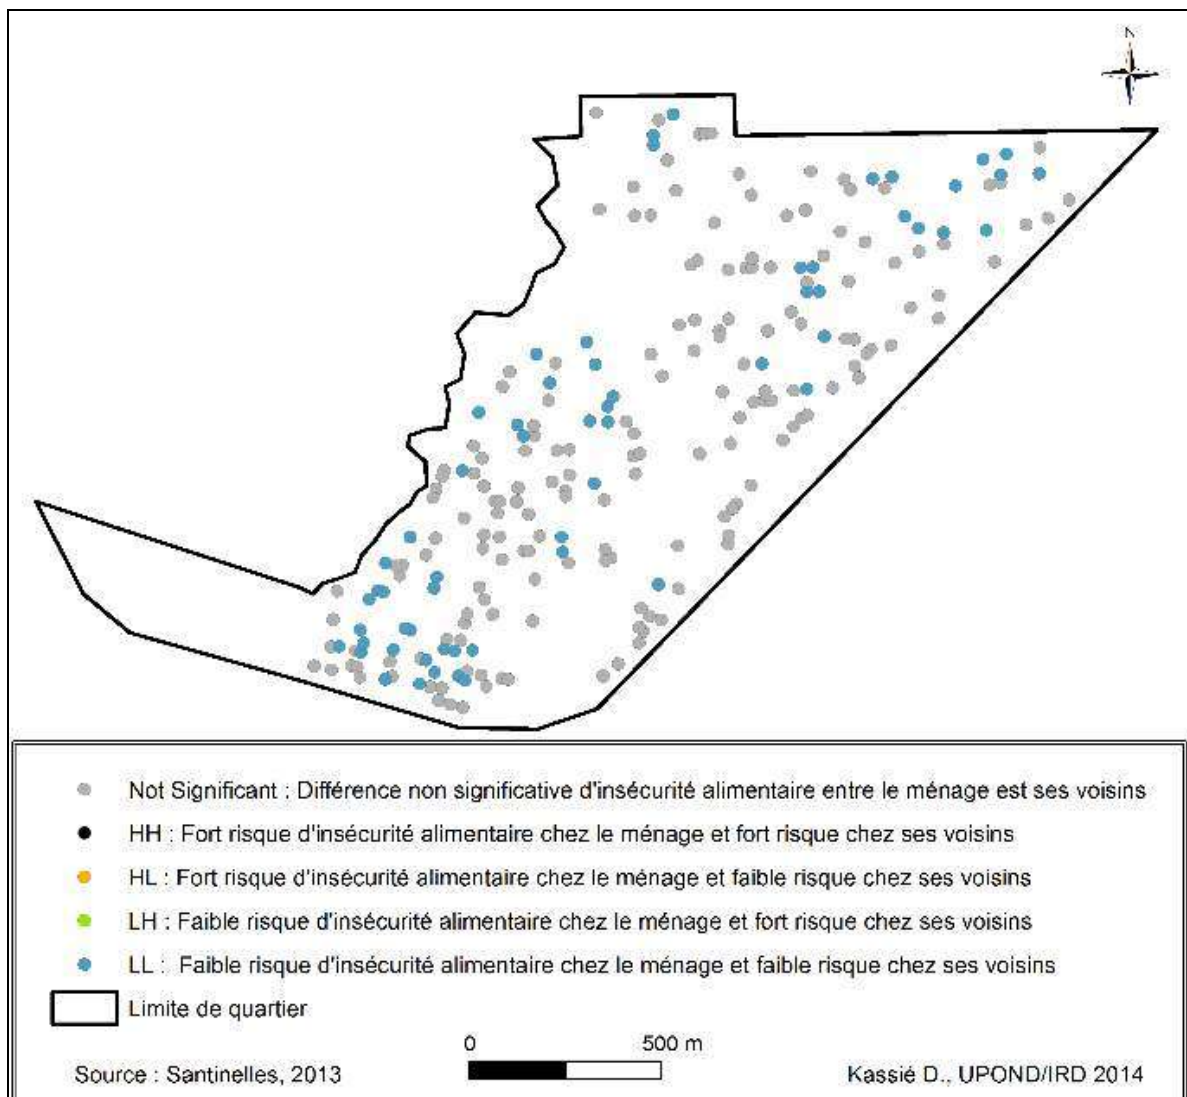 N
Not Significant : Différence non significative d'insécurité alimentaire entre le ménage est ses voisins
HH : Fort risque d'insécurité alimentaire chez le ménage et fort risque chez ses voisins
HL : Fort risque d'insécurité alimentaire chez le ménage et faible risque chez ses voisins
LH : Faible risque d'insécurité alimentaire chez le ménage et fort risque chez ses voisins
LL : Faible risque d'insécurité alimentaire chez le ménage et faible risque chez ses voisins
Limite de quartier
0 500 m
Source : Santinelles, 2013
Kassié D., UPOND/IRD 2014